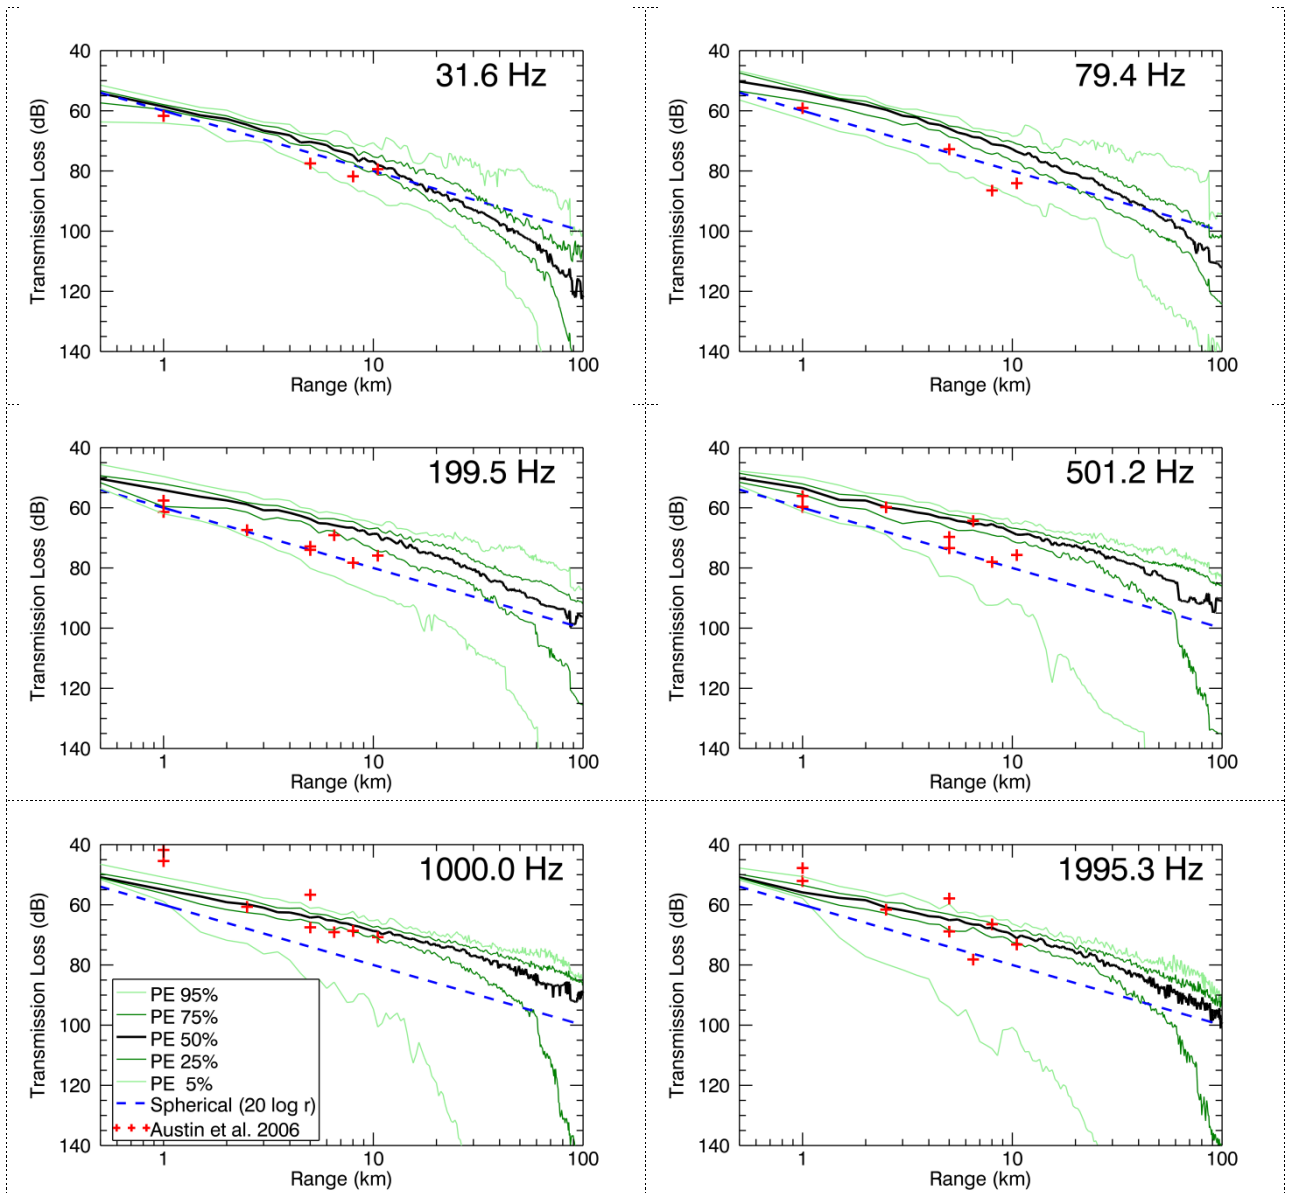 31.6 Hz
40
60
80
100
120
140
Transmission Loss (dB)
1
10
100
Range (km)
79.4 Hz
40
60
80
100
120
140
Transmission Loss (dB)
1
10
100
Range (km)
199.5 Hz
40
60
80
100
120
140
Transmission Loss (dB)
1
10
100
Range (km)
501.2 Hz
40
60
80
100
120
140
Transmission Loss (dB)
1
10
100
Range (km)
1000.0 Hz
40
60
80
100
120
140
Transmission Loss (dB)
PE 95%
PE 75%
PE 50%
PE 25%
PE 5%
Spherical (20 log r)
Austin et al. 2006
1
10
100
Range (km)
1995.3 Hz
40
60
80
100
120
140
Transmission Loss (dB)
1
10
100
Range (km)